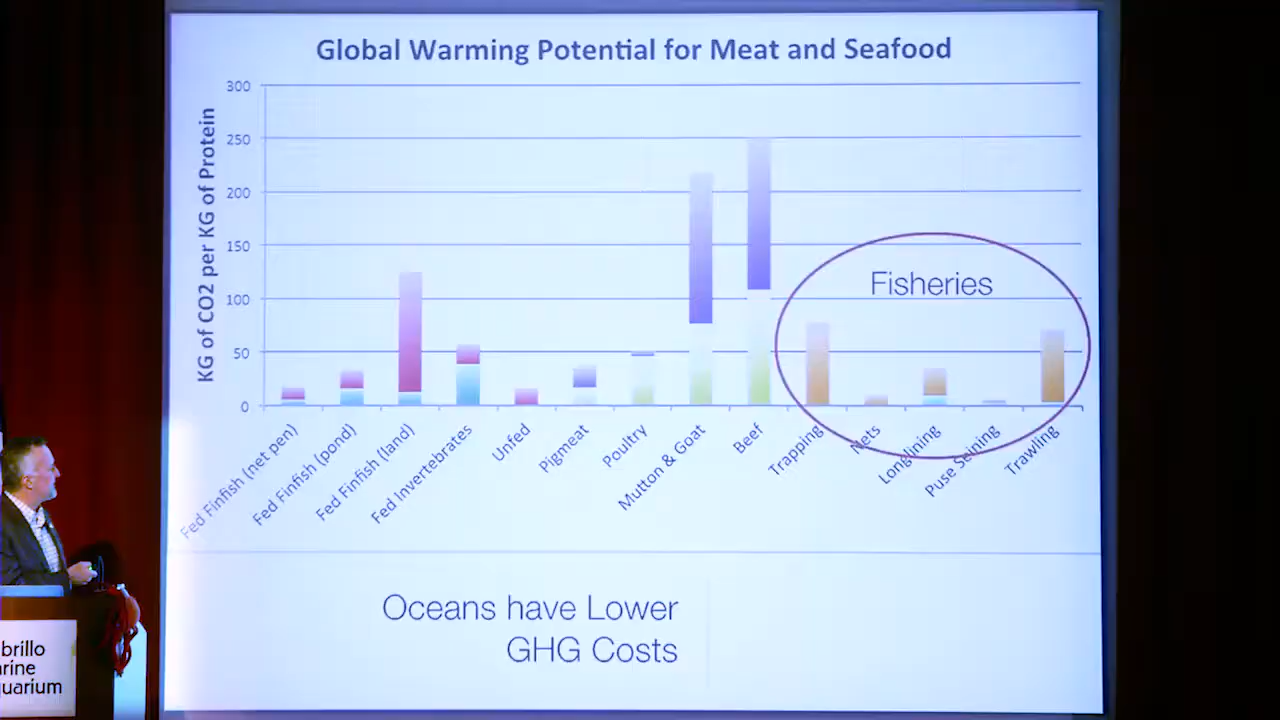 Global Warming Potential for Meat and Seafood
KG of CO2 per KG of Protein
300
250
200
150
100
50
0
Fisheries
Fed Finfish (net pen)
Fed Finfish (pond)
Fed Finfish (land)
Fed Invertebrates
Unfed
Pigmeat
Poultry
Mutton & Goat
Beef
Trapping
Nets
Longlining
Puse Seining
Trawling
Oceans have Lower
GHG Costs
brillo
rine
uarium